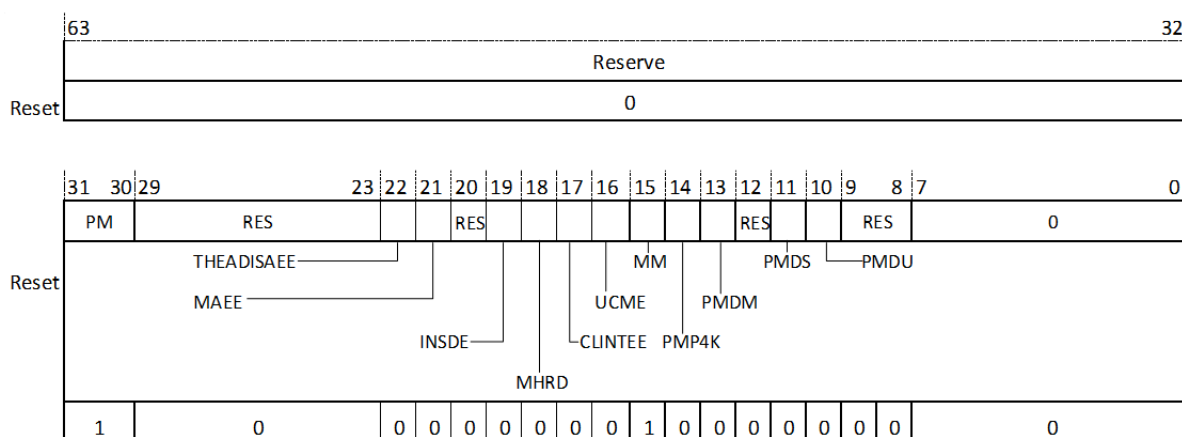 63 32
Reserve
Reset 0
31 30 29 23 22 21 20 19 18 17 16 15 14 13 12 11 10 9 8 7 0
PM RES RES RES RES 0
THEADISAEE MM PMDS PMDU
Reset
MAEE UCME PMDM
INSDE CLINTEE PMP4K
MHRD
1 0 0 0 0 0 0 0 0 1 0 0 0 0 0 0 0 0